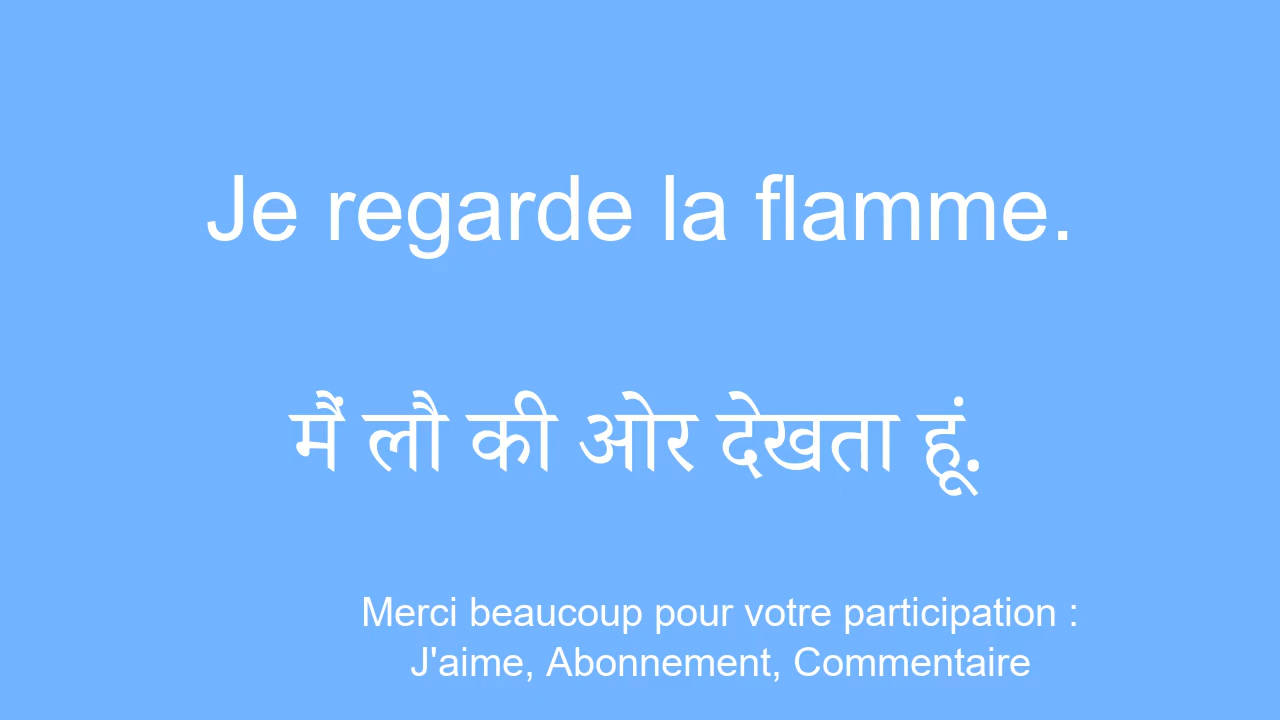 Je regarde la flamme.
मैं लौ की ओर देखता हूं.
Merci beaucoup pour votre participation :
J'aime, Abonnement, Commentaire